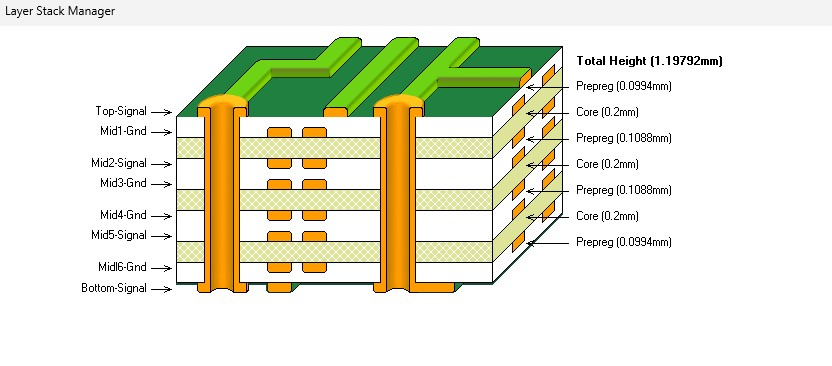 Layer Stack Manager
Total Height (1.19792mm)
Prepreg (0.0994mm)
Top-Signal
Core (0.2mm)
Mid1-Gnd
Prepreg (0.1088mm)
Mid2-Signal
Core (0.2mm)
Mid3-Gnd
Prepreg (0.1088mm)
Mid4-Gnd
Core (0.2mm)
Mid5-Signal
Prepreg (0.0994mm)
Midl6-Gnd
Bottom-Signal